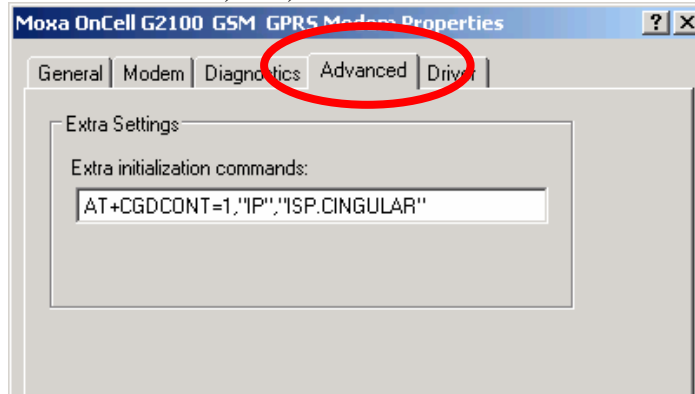 Moxa OnCell G2100 GSM GPRS Modem Properties
General Modem Diagnostics Advanced Driver
Extra Settings
Extra initialization commands:
AT+CGDCONT=1,"IP","ISP.CINGULAR"